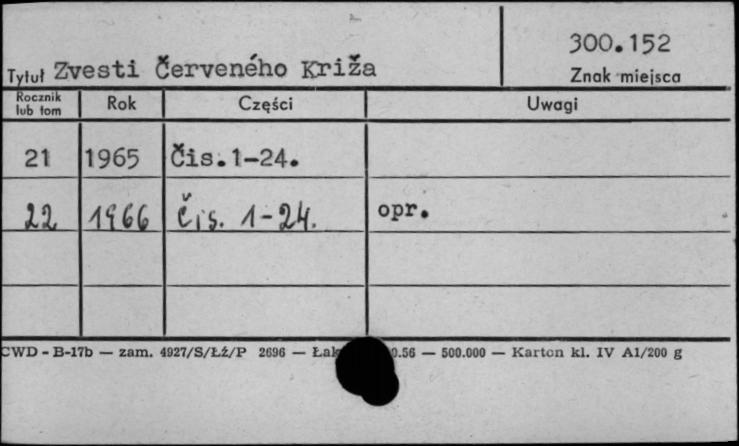 300.152
Tytuł Zvesti Červeného Kríža
Znak miejsca
Rocznik lub tom Rok Części Uwagi
21 1965 Čis.1-24.
22 1966 čis. 1-24. opr.
CWD - B-17b — zam. 4927/S/ŁŹ/P 2696 — Łak 0.56 — 500.000 — Karton kl. IV A1/200 g